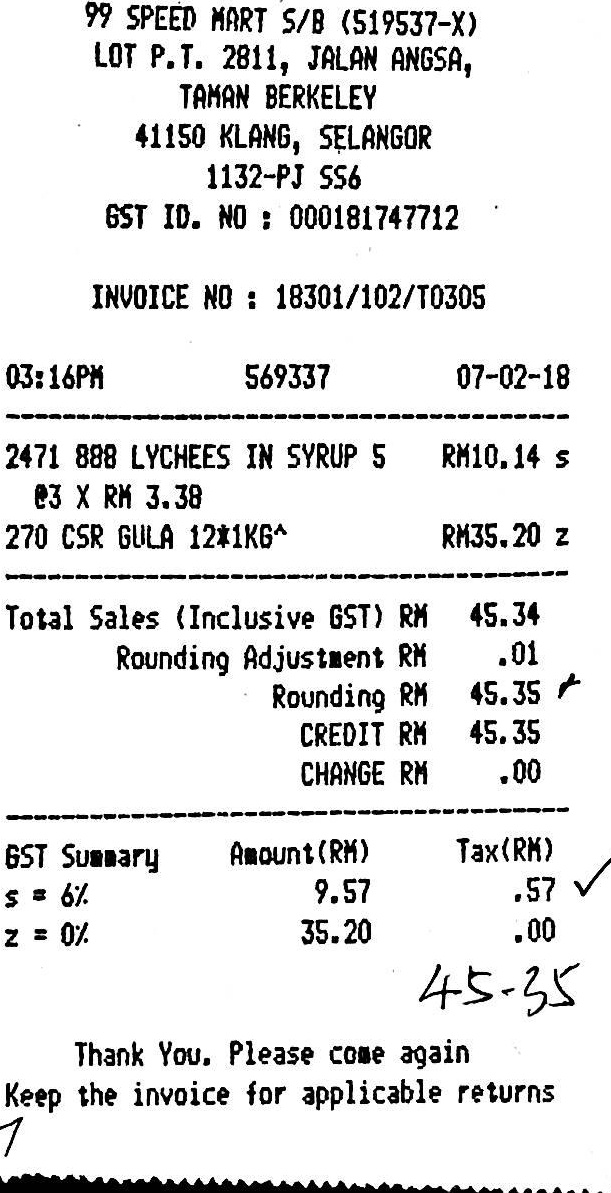 99 SPEED MART S/B (519537-X)
LOT P.T. 2811, JALAN ANGSA,
TAMAN BERKELEY
41150 KLANG, SELANGOR
1132-PJ SS6
GST ID. NO : 000181747712
INVOICE NO : 18301/102/T0305
03:16PM 569337 07-02-18
2471 888 LYCHEES IN SYRUP 5 RM10.14 s
@3 X RM 3.38
270 CSR GULA 12*1KG^ RM35.20 z
Total Sales (Inclusive GST) RM 45.34
Rounding Adjustment RM .01
Rounding RM 45.35
CREDIT RM 45.35
CHANGE RM .00
GST Summary Amount(RM) Tax(RM)
s = 6% 9.57 .57 ✓
z = 0% 35.20 .00
45-35
Thank You. Please come again
Keep the invoice for applicable returns